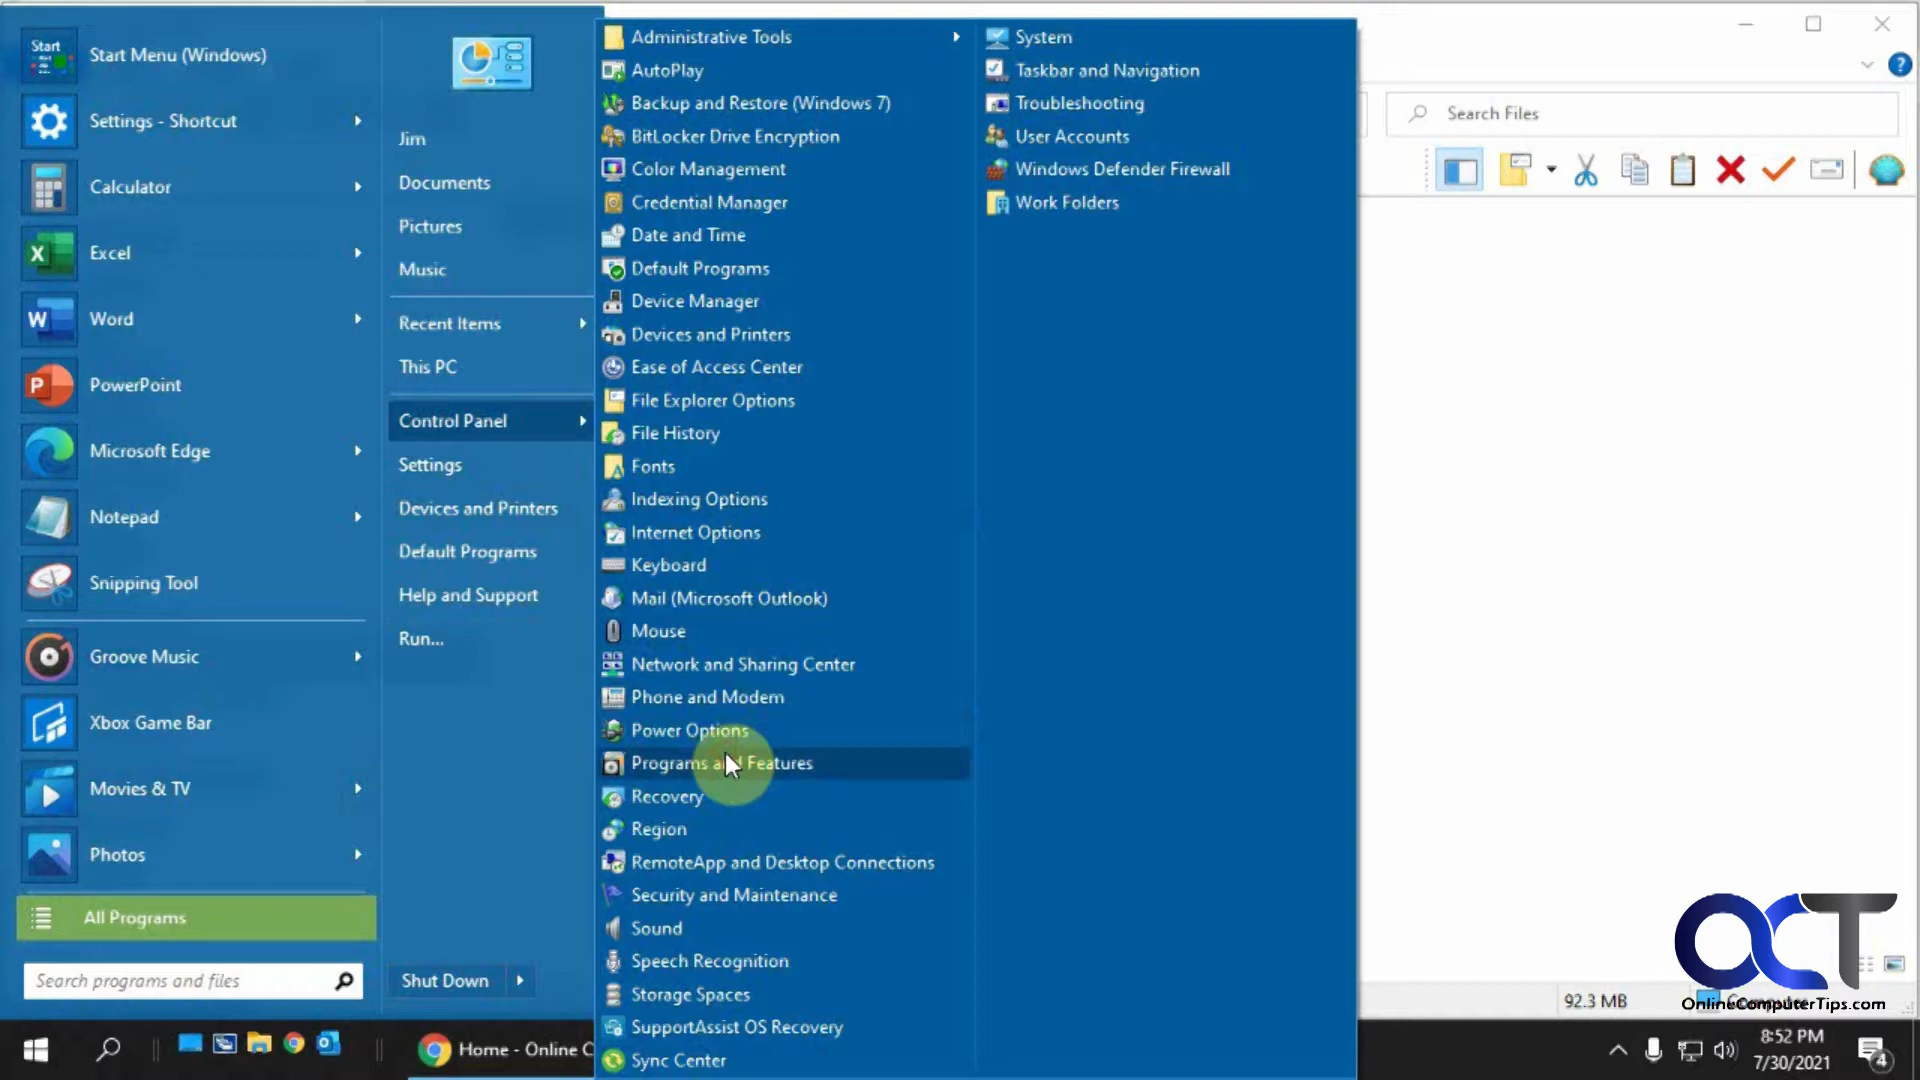 Start
Start Menu (Windows)
Settings - Shortcut
Calculator
Excel
Word
PowerPoint
Microsoft Edge
Notepad
Snipping Tool
Groove Music
Xbox Game Bar
Movies & TV
Photos
All Programs
Search programs and files
Jim
Documents
Pictures
Music
Recent Items
This PC
Control Panel
Settings
Devices and Printers
Default Programs
Help and Support
Run...
Shut Down
Administrative Tools
AutoPlay
Backup and Restore (Windows 7)
BitLocker Drive Encryption
Color Management
Credential Manager
Date and Time
Default Programs
Device Manager
Devices and Printers
Ease of Access Center
File Explorer Options
File History
Fonts
Indexing Options
Internet Options
Keyboard
Mail (Microsoft Outlook)
Mouse
Network and Sharing Center
Phone and Modem
Power Options
Programs and Features
Recovery
Region
RemoteApp and Desktop Connections
Security and Maintenance
Sound
Speech Recognition
Storage Spaces
SupportAssist OS Recovery
Sync Center
System
Taskbar and Navigation
Troubleshooting
User Accounts
Windows Defender Firewall
Work Folders
Search Files
92.3 MB
OCT
OnlineComputerTips.com
Home - Online C
8:52 PM
7/30/2021
4